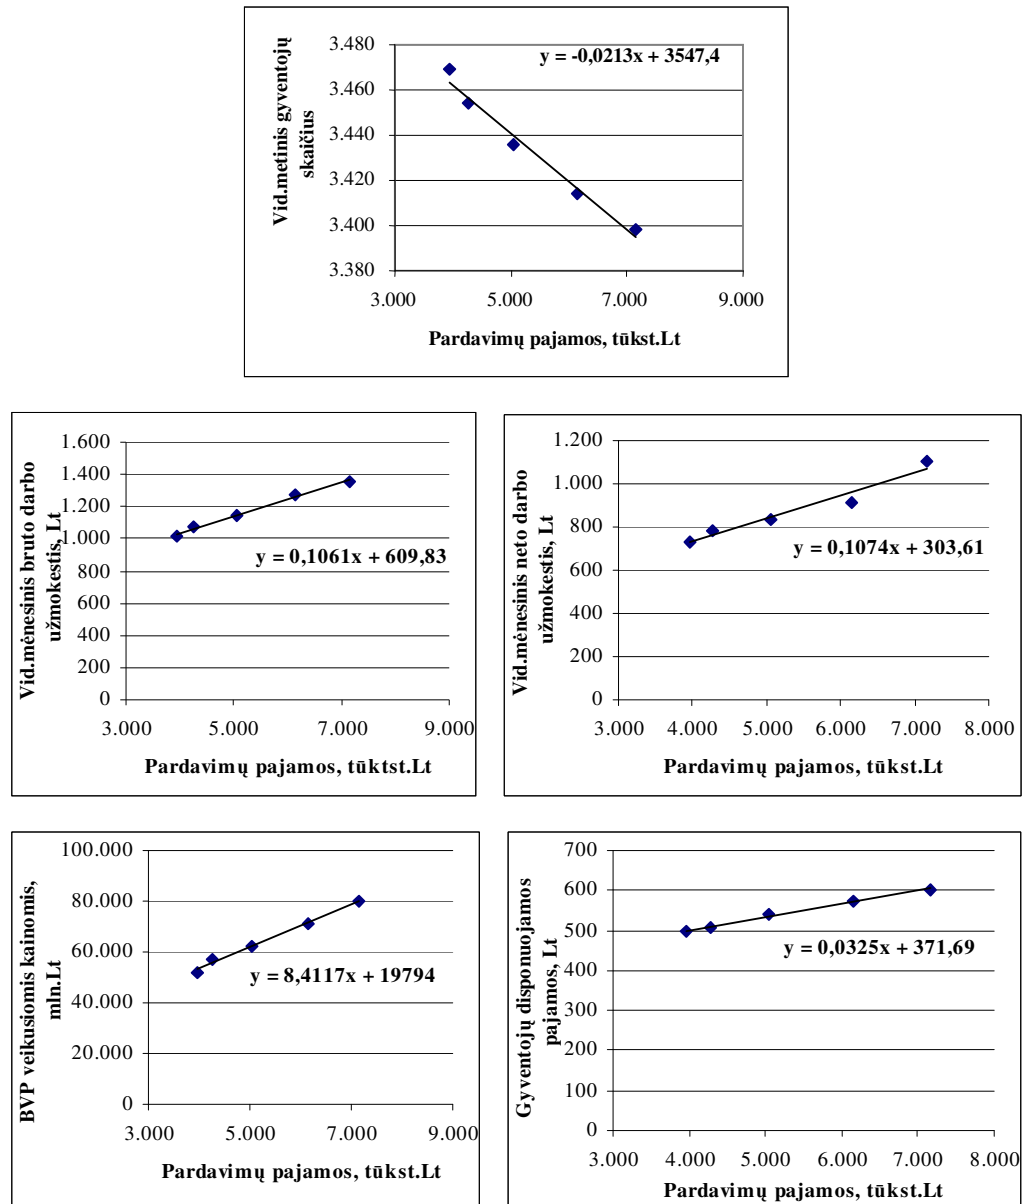 Vid.metinis gyventojų
skaičius
3.480
3.460
3.440
3.420
3.400
3.380
y = -0,0213x + 3547,4
3.000 5.000 7.000 9.000
Pardavimų pajamos, tūkst.Lt
Vid.mėnesinis bruto darbo
užmokestis, Lt
1.600
1.400
1.200
1.000
800
600
400
200
0
y = 0,1061x + 609,83
3.000 5.000 7.000 9.000
Pardavimų pajamos, tūktst.Lt
Vid.mėnesinis neto darbo
užmokestis, Lt
1.200
1.000
800
600
400
200
0
y = 0,1074x + 303,61
3.000 4.000 5.000 6.000 7.000 8.000
Pardavimų pajamos, tūkst.Lt
BVP veikusiomis kainomis,
mln.Lt
100.000
80.000
60.000
40.000
20.000
0
y = 8,4117x + 19794
3.000 5.000 7.000 9.000
Pardavimų pajamos, tūkst.Lt
Gyventojų disponuojamos
pajamos, Lt
700
600
500
400
300
200
100
0
y = 0,0325x + 371,69
3.000 4.000 5.000 6.000 7.000 8.000
Pardavimų pajamos, tūkst.Lt